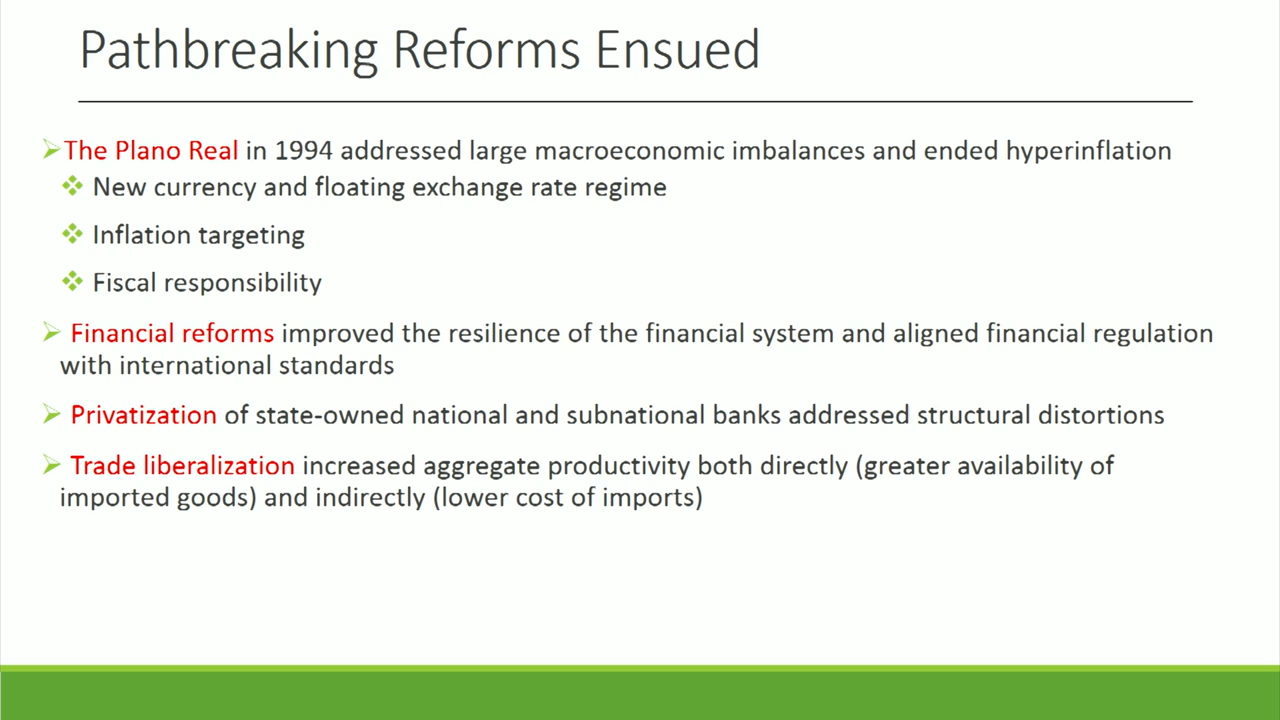 Pathbreaking Reforms Ensued
The Plano Real in 1994 addressed large macroeconomic imbalances and ended hyperinflation
New currency and floating exchange rate regime
Inflation targeting
Fiscal responsibility
Financial reforms improved the resilience of the financial system and aligned financial regulation
with international standards
Privatization of state-owned national and subnational banks addressed structural distortions
Trade liberalization increased aggregate productivity both directly (greater availability of
imported goods) and indirectly (lower cost of imports)